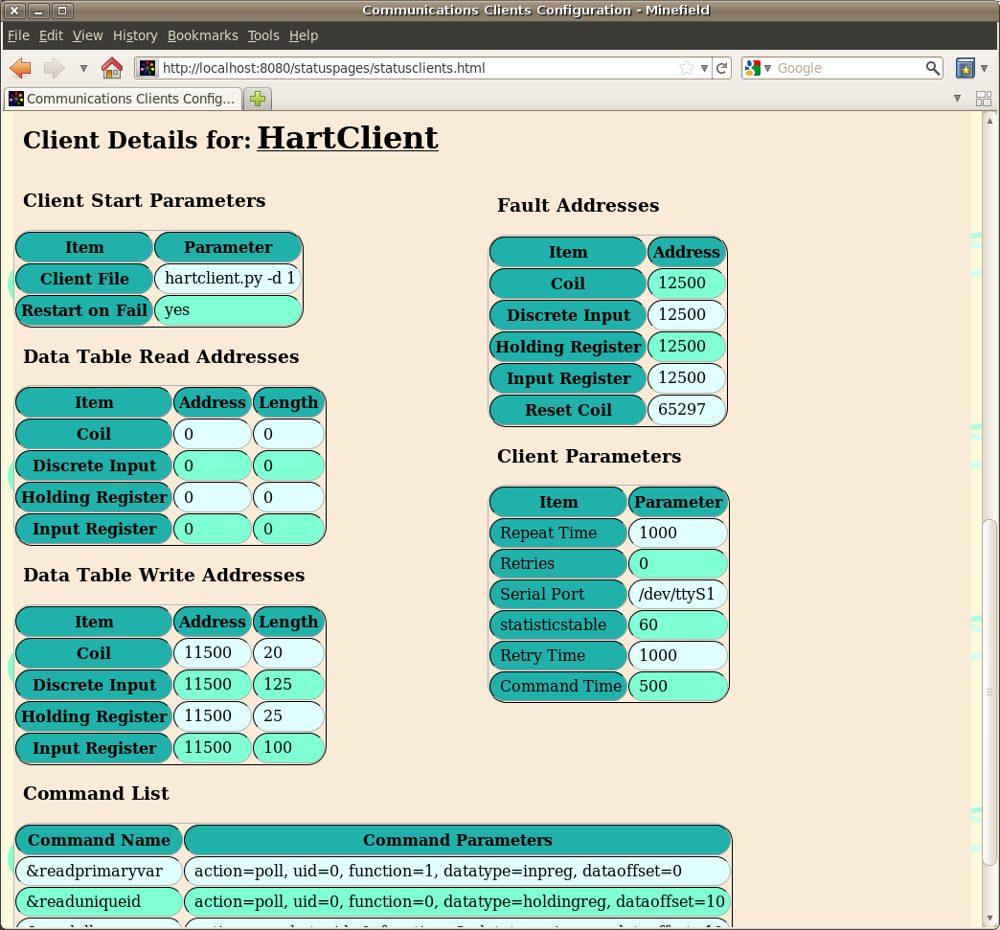 Communications Clients Configuration - Minefield
File Edit View History Bookmarks Tools Help
http://localhost:8080/statuspages/statusclients.html
Google
Communications Clients Config...
Client Details for: HartClient
Client Start Parameters
Item Parameter
Client File hartclient.py -d 1
Restart on Fail yes
Data Table Read Addresses
Item Address Length
Coil 0 0
Discrete Input 0 0
Holding Register 0 0
Input Register 0 0
Data Table Write Addresses
Item Address Length
Coil 11500 20
Discrete Input 11500 125
Holding Register 11500 25
Input Register 11500 100
Fault Addresses
Item Address
Coil 12500
Discrete Input 12500
Holding Register 12500
Input Register 12500
Reset Coil 65297
Client Parameters
Item Parameter
Repeat Time 1000
Retries 0
Serial Port /dev/ttyS1
statisticstable 60
Retry Time 1000
Command Time 500
Command List
Command Name Command Parameters
&readprimaryvar action=poll, uid=0, function=1, datatype=inpreg, dataoffset=0
&readuniqueid action=poll, uid=0, function=0, datatype=holdingreg, dataoffset=10